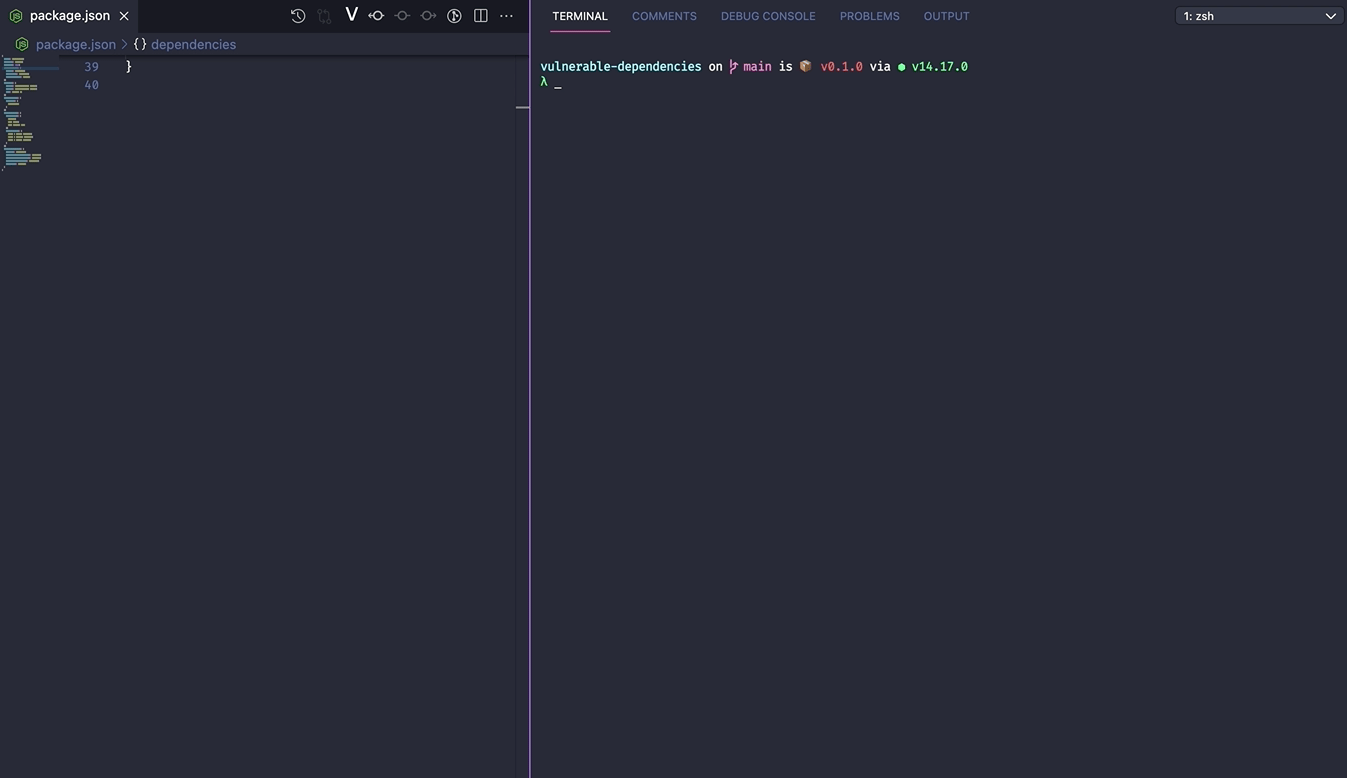 package.json
package.json > {} dependencies
39 }
40
TERMINAL COMMENTS DEBUG CONSOLE PROBLEMS OUTPUT
1: zsh
vulnerable-dependencies on main is 📦 v0.1.0 via ● v14.17.0
λ _